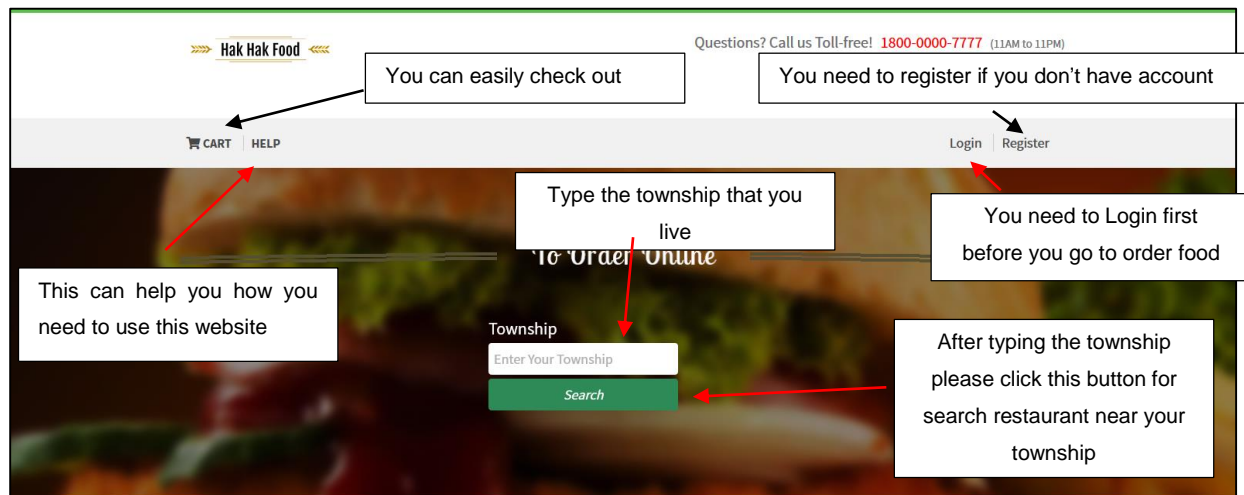 Hak Hak Food
Questions? Call us Toll-free! 1800-0000-7777 (11AM to 11PM)
You can easily check out
You need to register if you don’t have account
CART HELP
Login Register
Type the township that you
live
You need to Login first
before you go to order food
To Order Online
This can help you how you
need to use this website
Township
Enter Your Township
Search
After typing the township
please click this button for
search restaurant near your
township